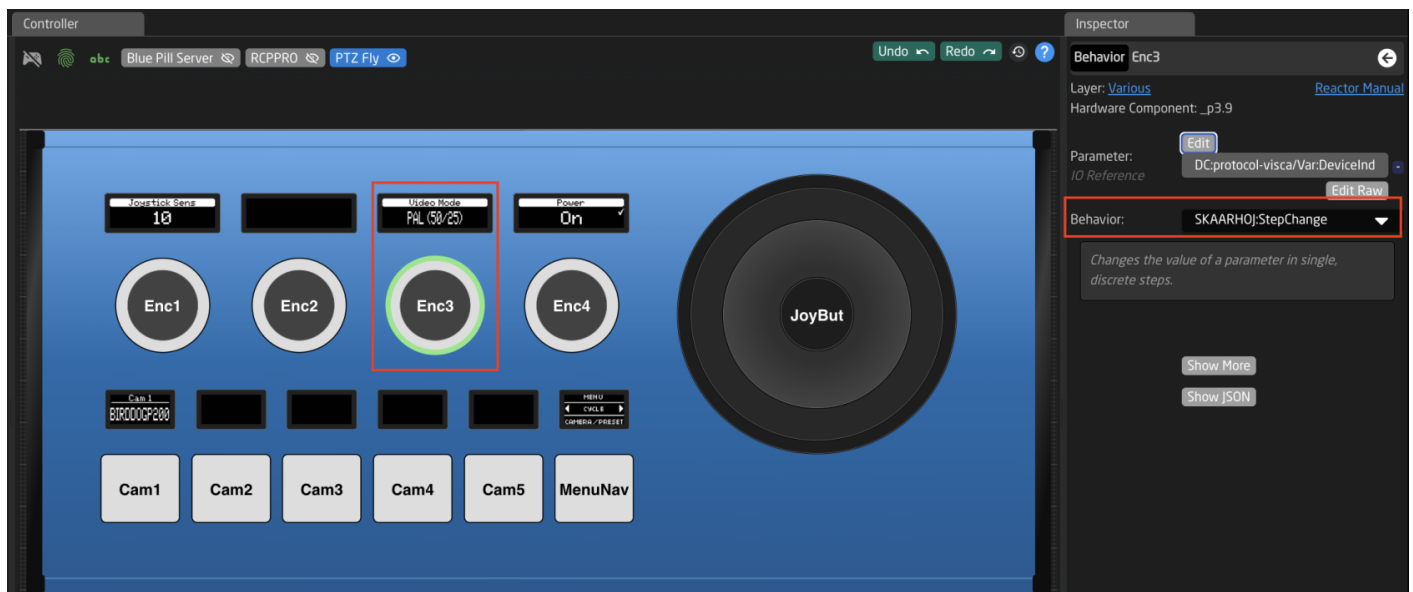 Controller
abc Blue Pill Server RCPPRO PTZ Fly Undo Redo ?
Joystick Sens
10
Video Mode
PAL (50/25)
Power
On
Enc1 Enc2 Enc3 Enc4 JoyBut
Cam 1
BIRDDOGP200
MENU
CYCLE
CAMERA/PRESET
Cam1 Cam2 Cam3 Cam4 Cam5 MenuNav
Inspector
Behavior Enc3
Layer: Various Reactor Manual
Hardware Component: _p3.9
Edit
Parameter: DC:protocol-visca/Var:DeviceInd -
IO Reference
Edit Raw
Behavior: SKAARHOJ:StepChange
Changes the value of a parameter in single,
discrete steps.
Show More
Show JSON